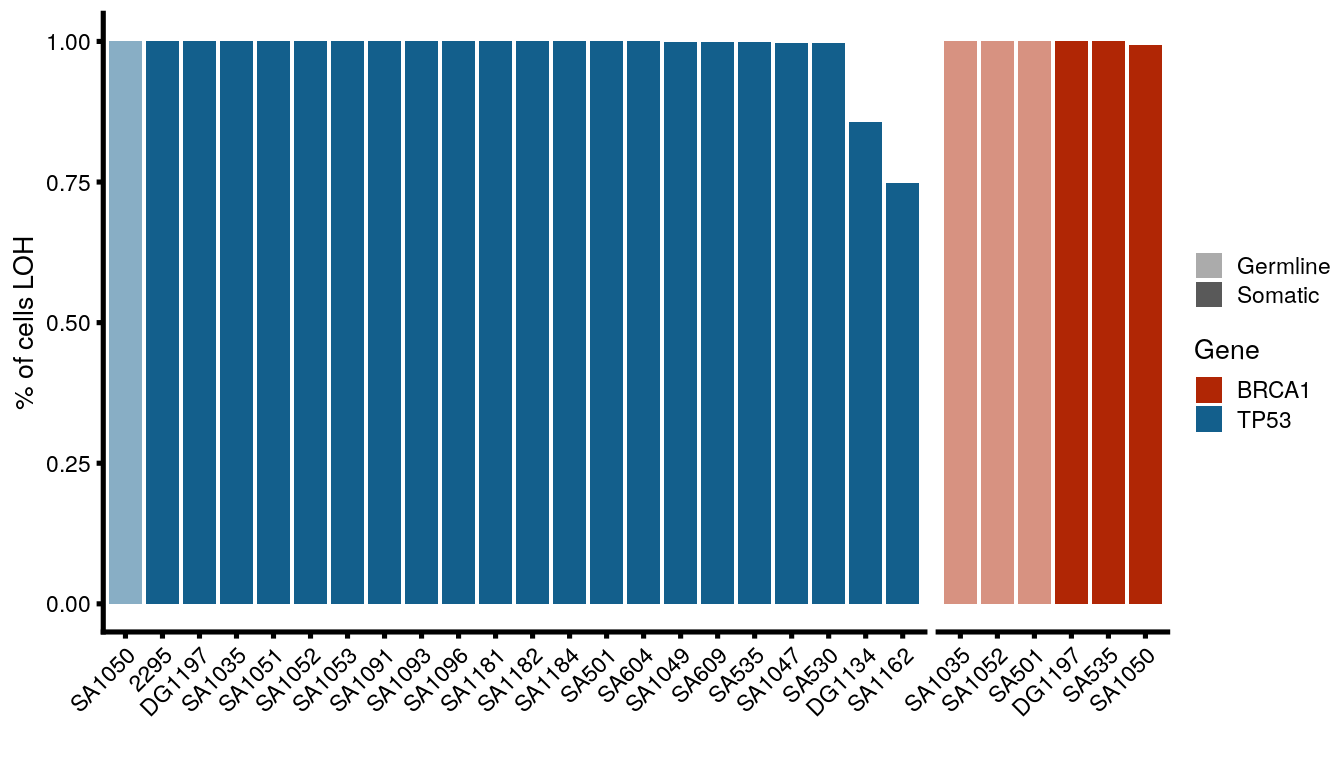 % of cells LOH
1.00
0.75
0.50
0.25
0.00
SA1050
2295
DG1197
SA1035
SA1051
SA1052
SA1053
SA1091
SA1093
SA1096
SA1181
SA1182
SA1184
SA501
SA604
SA1049
SA609
SA535
SA1047
SA530
DG1134
SA1162
SA1035
SA1052
SA501
DG1197
SA535
SA1050
Germline
Somatic
Gene
BRCA1
TP53